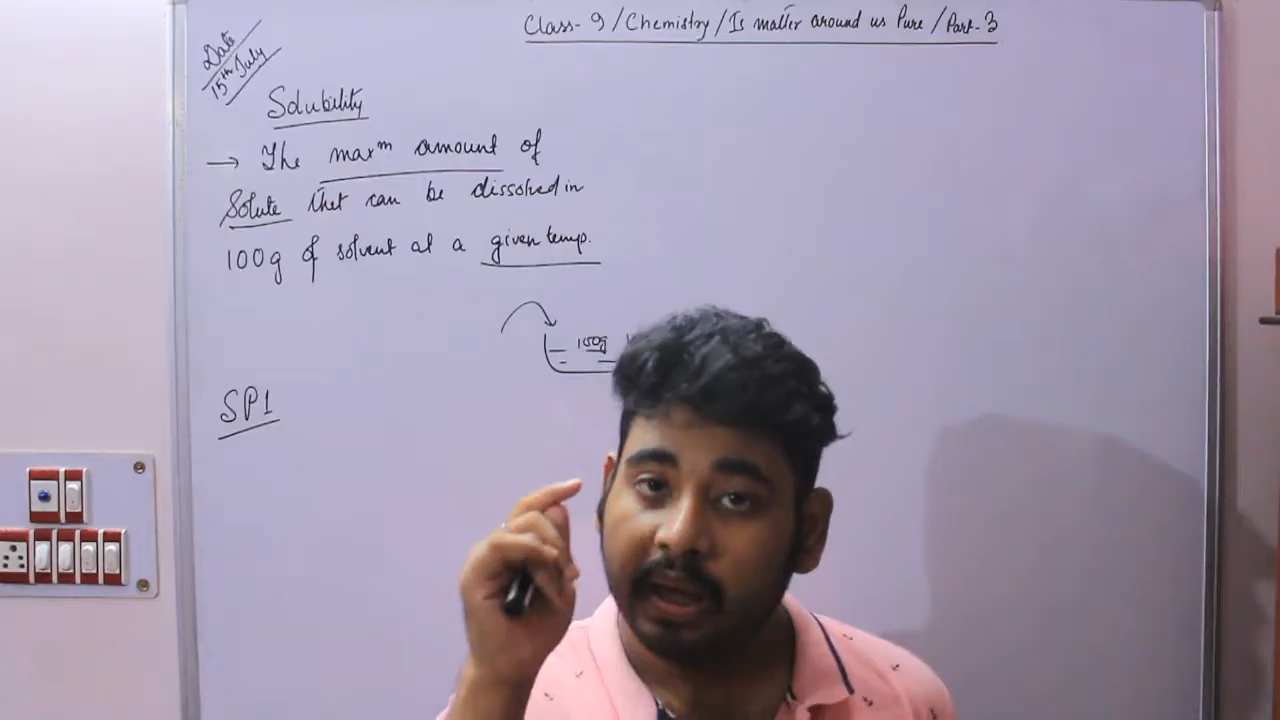 Class-9/Chemistry/Is matter around us Pure/Part-3
Date
15th July
Solubility
→ The maxᵐ amount of
Solute that can be dissolved in
100g of solvent at a given temp.
100g
SP1